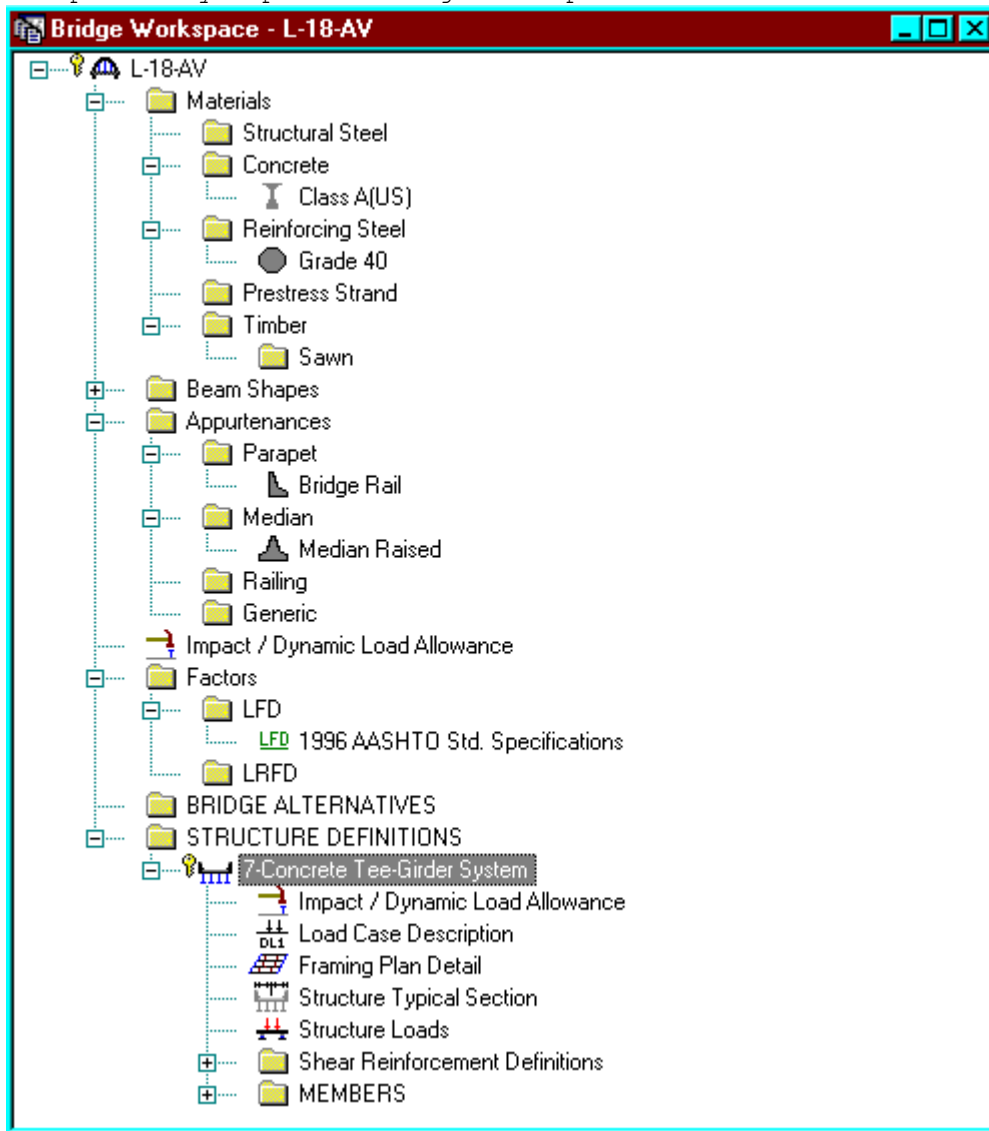 Bridge Workspace - L-18-AV
L-18-AV
Materials
Structural Steel
Concrete
Class A(US)
Reinforcing Steel
Grade 40
Prestress Strand
Timber
Sawn
Beam Shapes
Appurtenances
Parapet
Bridge Rail
Median
Median Raised
Railing
Generic
Impact / Dynamic Load Allowance
Factors
LFD
LFD 1996 AASHTO Std. Specifications
LRFD
BRIDGE ALTERNATIVES
STRUCTURE DEFINITIONS
7-Concrete Tee-Girder System
Impact / Dynamic Load Allowance
DL1 Load Case Description
Framing Plan Detail
Structure Typical Section
Structure Loads
Shear Reinforcement Definitions
MEMBERS